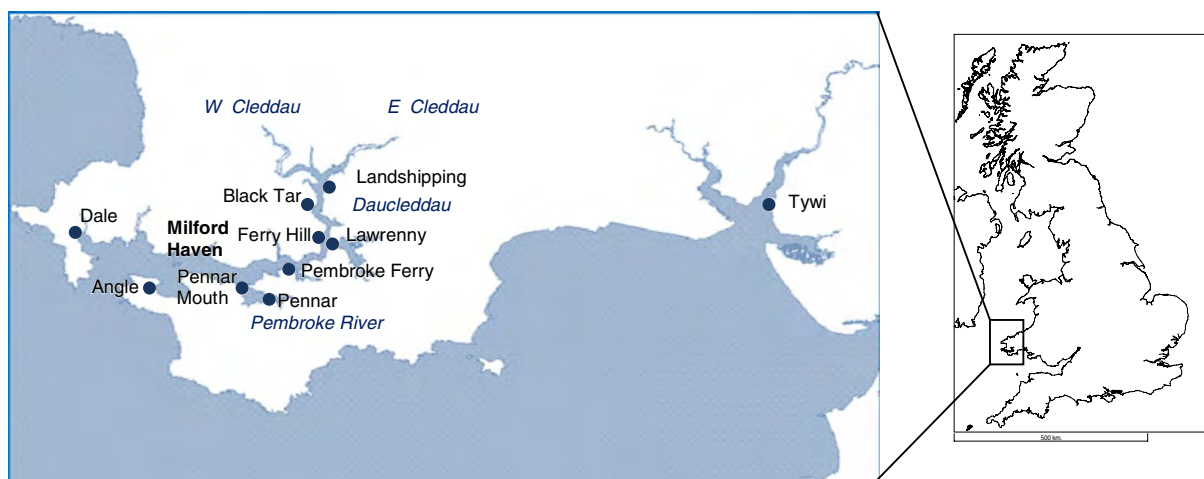 W Cleddau
E Cleddau
Landshipping
Black Tar
Daucleddau
Tywi
Dale
Milford
Haven
Ferry Hill
Lawrenny
Pembroke Ferry
Angle
Pennar
Mouth
Pennar
Pembroke River
500 km.